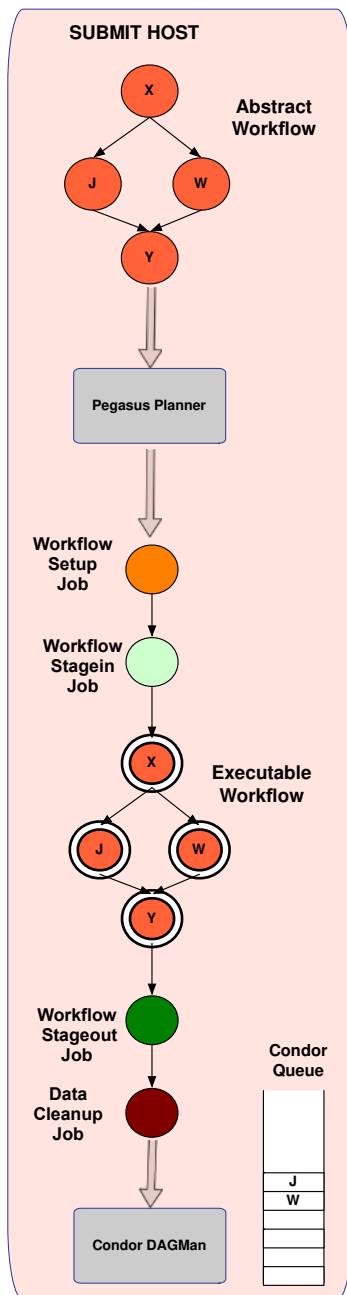 SUBMIT HOST
X
Abstract
Workflow
J
W
Y
Pegasus Planner
Workflow
Setup
Job
Workflow
Stagein
Job
X
Executable
Workflow
J
W
Y
Workflow
Stageout
Job
Condor
Queue
Data
Cleanup
Job
J
W
Condor DAGMan